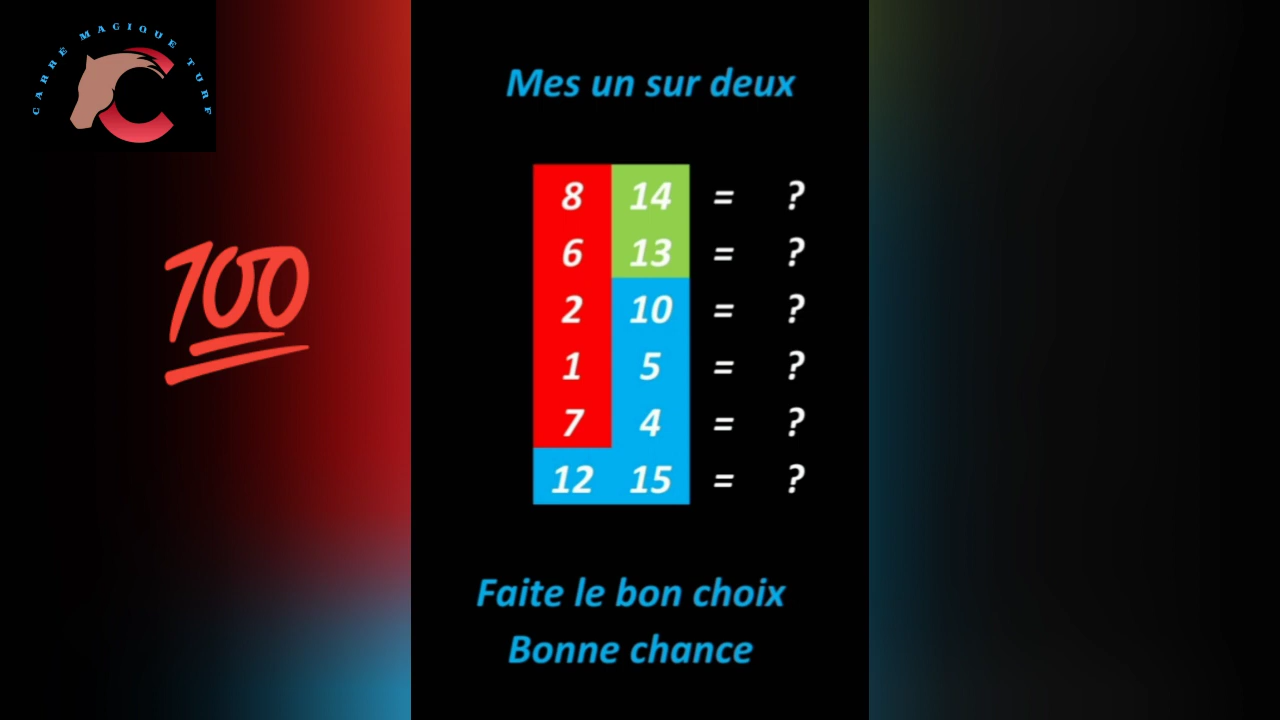 CARRÉ MAGIQUE TURF
💯
Mes un sur deux
8 14 = ?
6 13 = ?
2 10 = ?
1 5 = ?
7 4 = ?
12 15 = ?
Faite le bon choix
Bonne chance